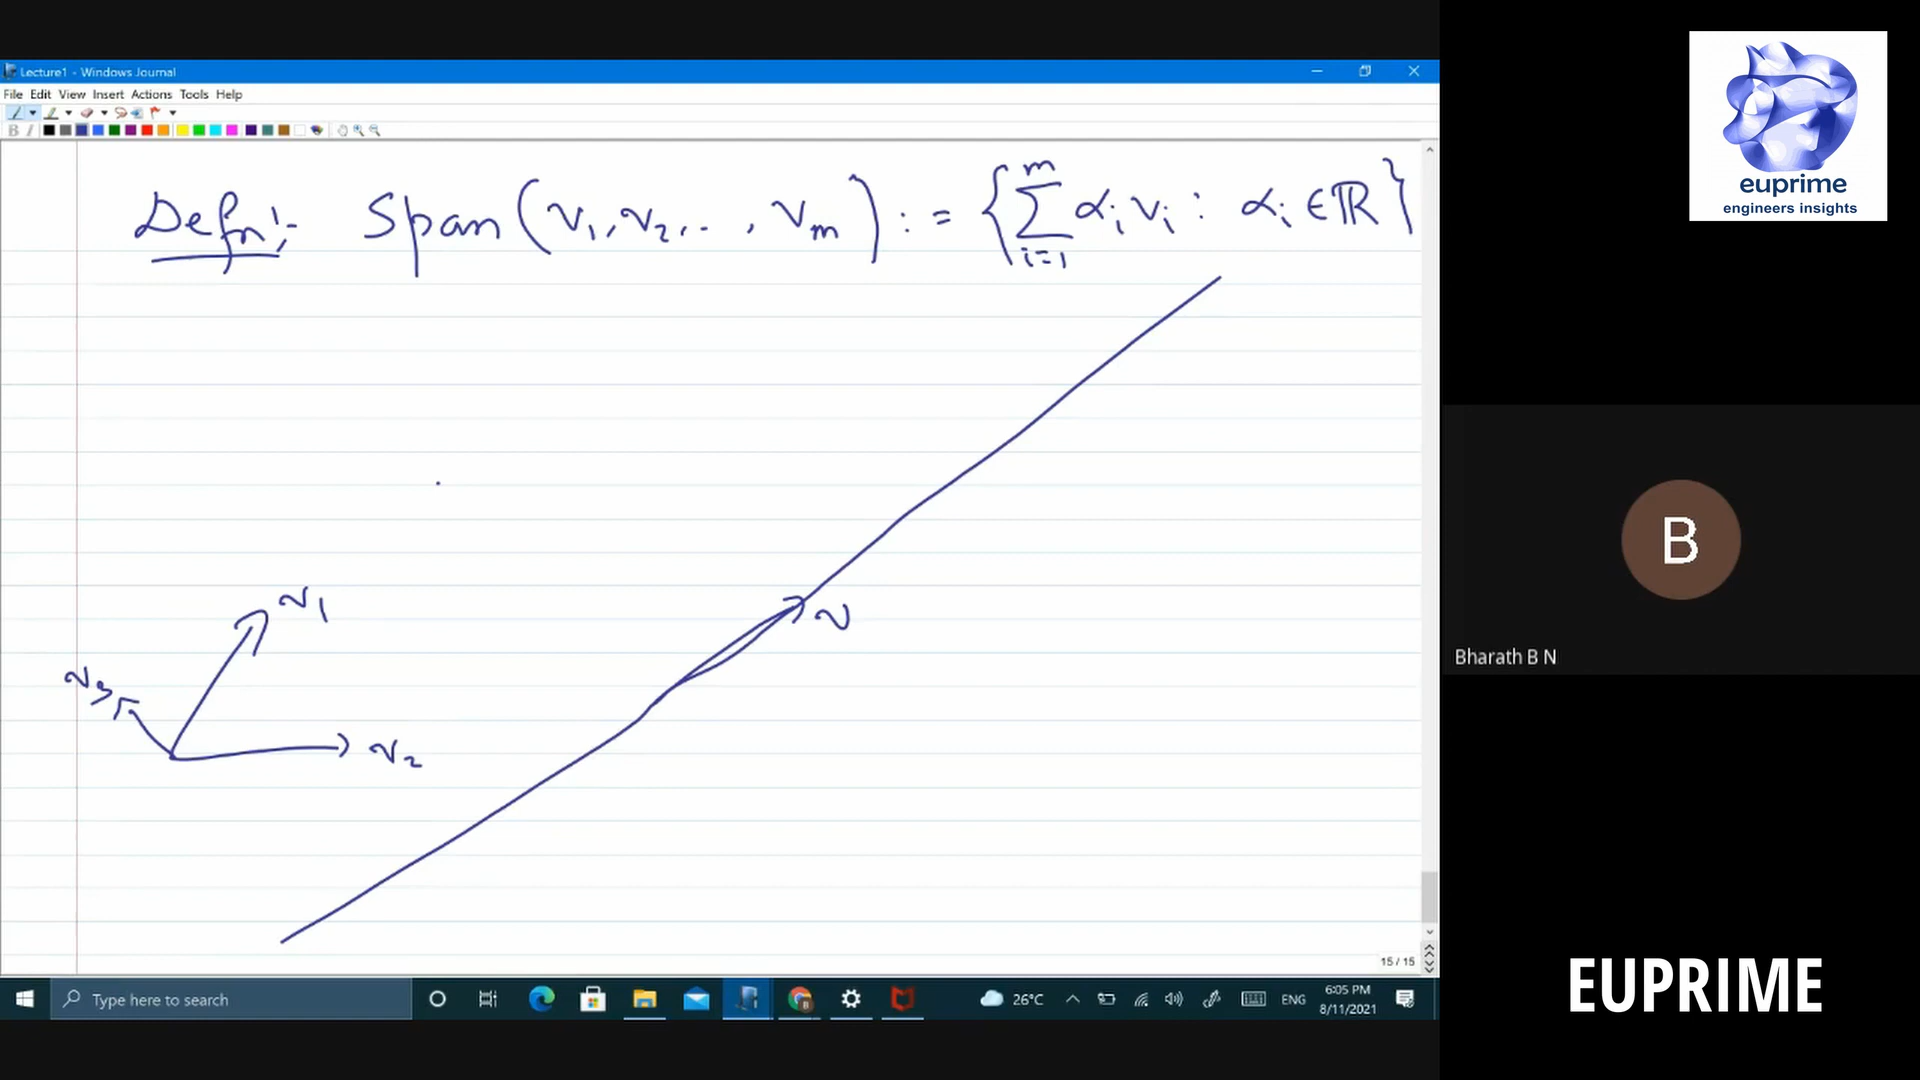 Lecture1 - Windows Journal
File Edit View Insert Actions Tools Help
B I
Defn:- Span(v₁, v₂, .. , vₘ) := {∑ᵢ₌₁ᵐ αᵢ vᵢ : αᵢ ∈ ℝ}
v₁
v
v₃
v₂
15 / 15
Type here to search
26°C
ENG
6:05 PM
8/11/2021
euprime
engineers insights
B
Bharath B N
EUPRIME